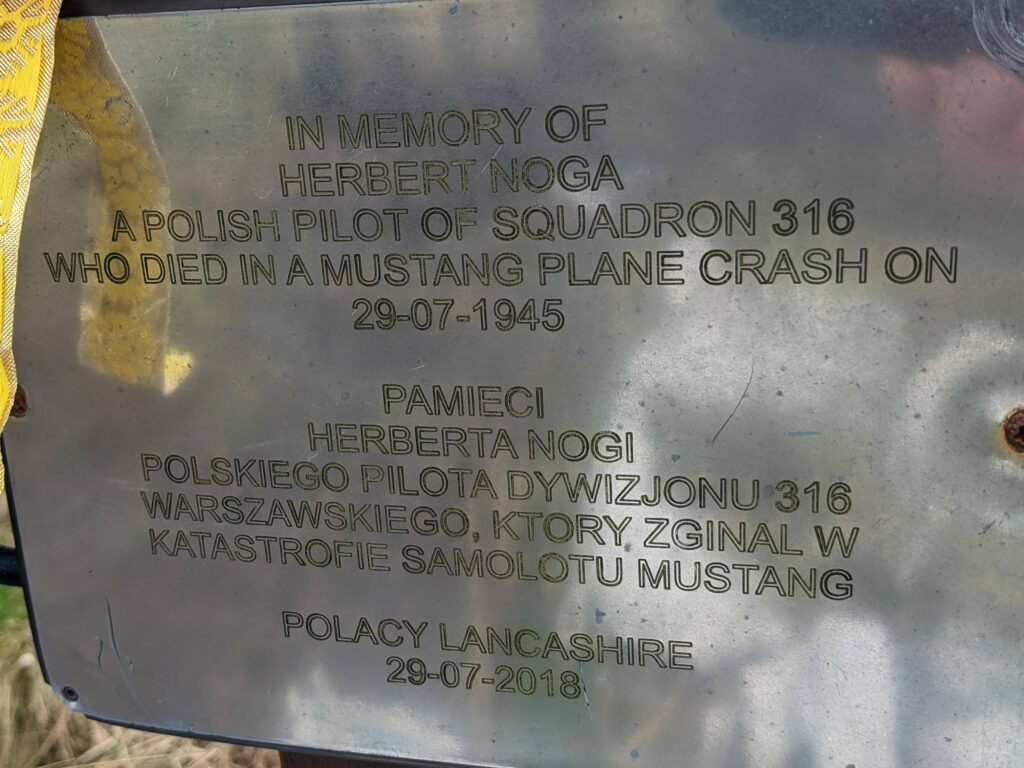 IN MEMORY OF
HERBERT NOGA
A POLISH PILOT OF SQUADRON 316
WHO DIED IN A MUSTANG PLANE CRASH ON
29-07-1945
PAMIECI
HERBERTA NOGI
POLSKIEGO PILOTA DYWIZJONU 316
WARSZAWSKIEGO, KTORY ZGINAL W
KATASTROFIE SAMOLOTU MUSTANG
POLACY LANCASHIRE
29-07-2018